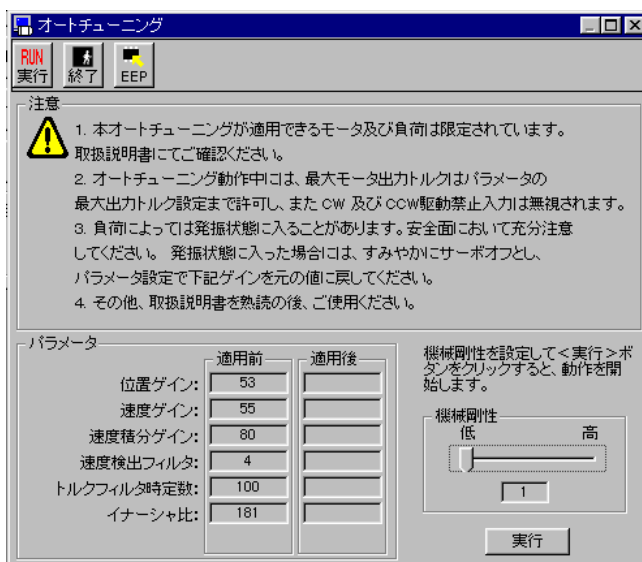 オートチューニング
RUN
実行
終了
EEP
注意
1. 本オートチューニングが適用できるモータ及び負荷は限定されています。
取扱説明書にてご確認ください。
2. オートチューニング動作中には、最大モータ出力トルクはパラメータの
最大出力トルク設定まで許可し、また CW 及び CCW駆動禁止入力は無視されます。
3. 負荷によっては発振状態に入ることがあります。安全面において充分注意
してください。 発振状態に入った場合には、すみやかにサーボオフとし、
パラメータ設定で下記ゲインを元の値に戻してください。
4. その他、取扱説明書を熟読の後、ご使用ください。
パラメータ
適用前 適用後
位置ゲイン: 53
速度ゲイン: 55
速度積分ゲイン: 80
速度検出フィルタ: 4
トルクフィルタ時定数: 100
イナーシャ比: 181
機械剛性を設定して<実行>ボ
タンをクリックすると、動作を開
始します。
機械剛性
低 高
1
実行